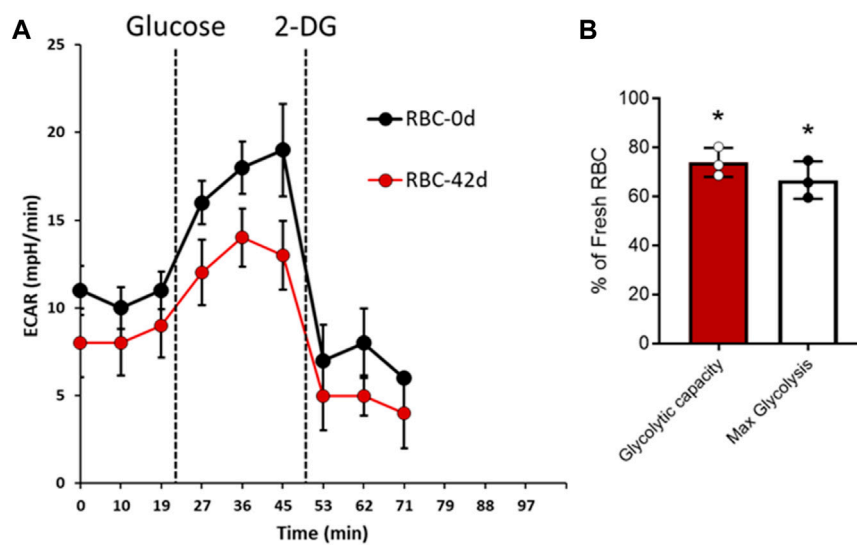 A
Glucose 2-DG
25
20
15
10
5
0
ECAR (mpH/min)
RBC-0d
RBC-42d
0 10 19 27 36 45 53 62 71 79 88 97
Time (min)
B
100
80
60
40
20
0
% of Fresh RBC
* *
Glycolytic capacity
Max Glycolysis